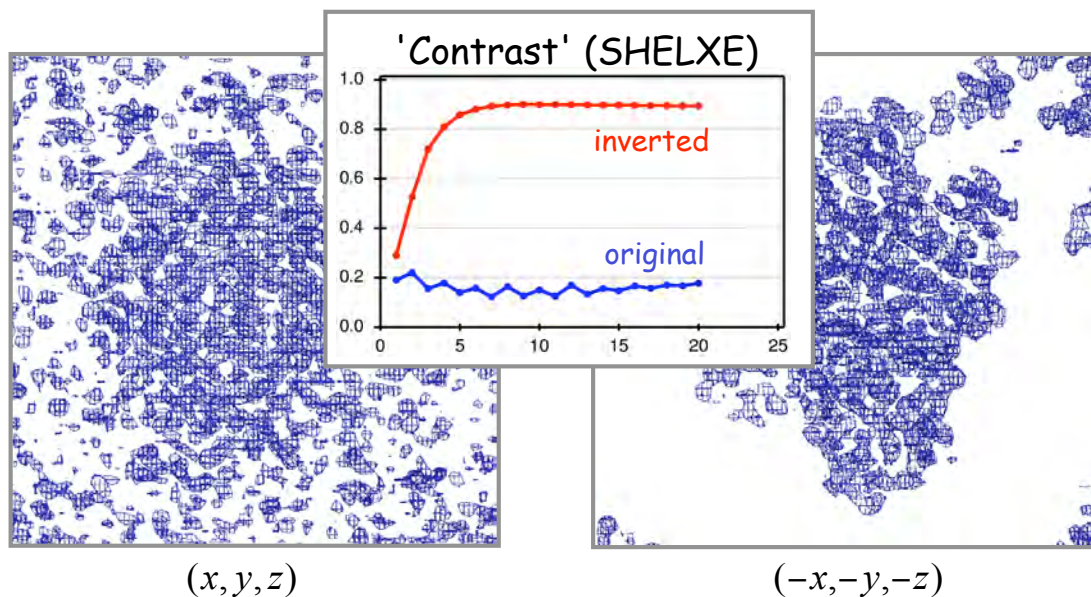 'Contrast' (SHELXE)
1.0
0.8
0.6
0.4
0.2
0.0
inverted
original
0 5 10 15 20 25
(x, y, z)
(−x,−y,−z)